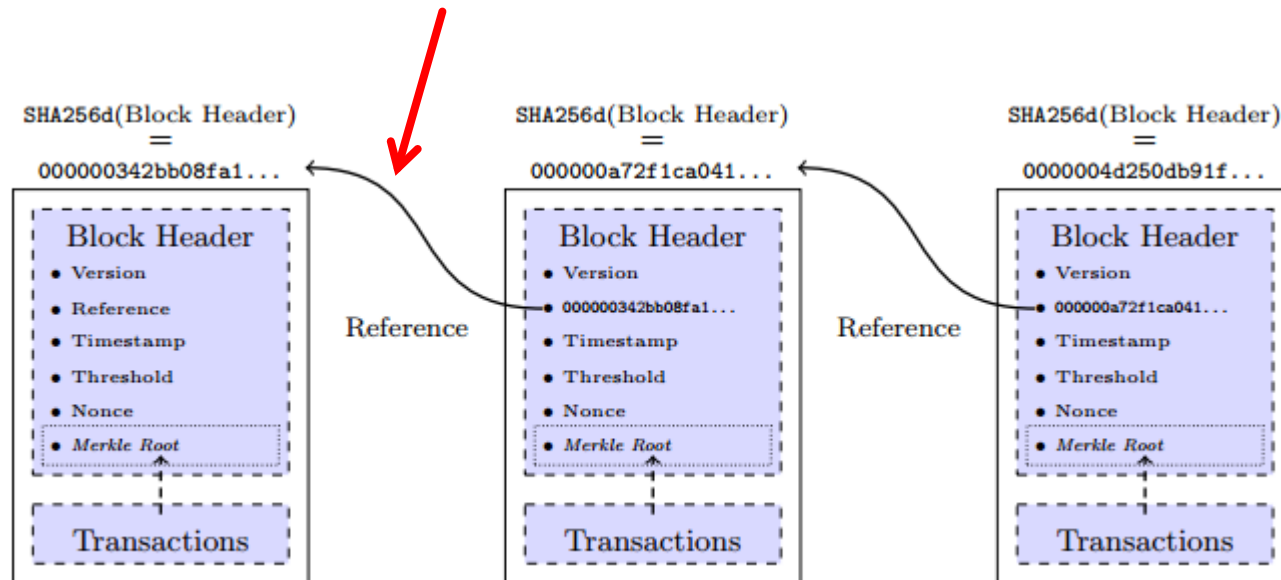 SHA256d(Block Header)
=
000000342bb08fa1...
Block Header
• Version
• Reference
• Timestamp
• Threshold
• Nonce
• Merkle Root
Transactions
Reference
SHA256d(Block Header)
=
000000a72f1ca041...
Block Header
• Version
• 000000342bb08fa1...
• Timestamp
• Threshold
• Nonce
• Merkle Root
Transactions
Reference
SHA256d(Block Header)
=
0000004d250db91f...
Block Header
• Version
• 000000a72f1ca041...
• Timestamp
• Threshold
• Nonce
• Merkle Root
Transactions